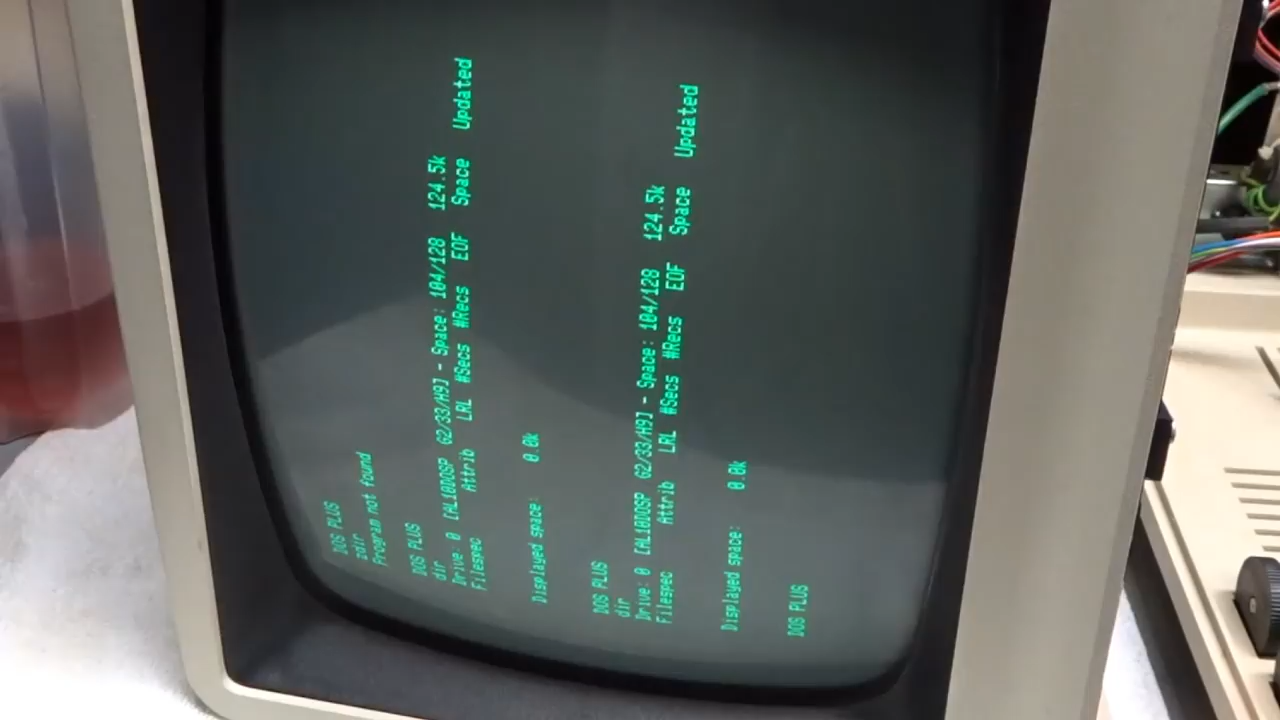 DOS PLUS
zdir
Program not found
DOS PLUS
dir
Drive: 0 [CAL18DOSP 02/33/H9] - Space: 104/128 124.5k
Filespec Attrib LRL #Secs #Recs EOF Space Updated
Displayed space: 0.0k
DOS PLUS
dir
Drive: 0 [CAL18DOSP 02/33/H9] - Space: 104/128 124.5k
Filespec Attrib LRL #Secs #Recs EOF Space Updated
Displayed space: 0.0k
DOS PLUS